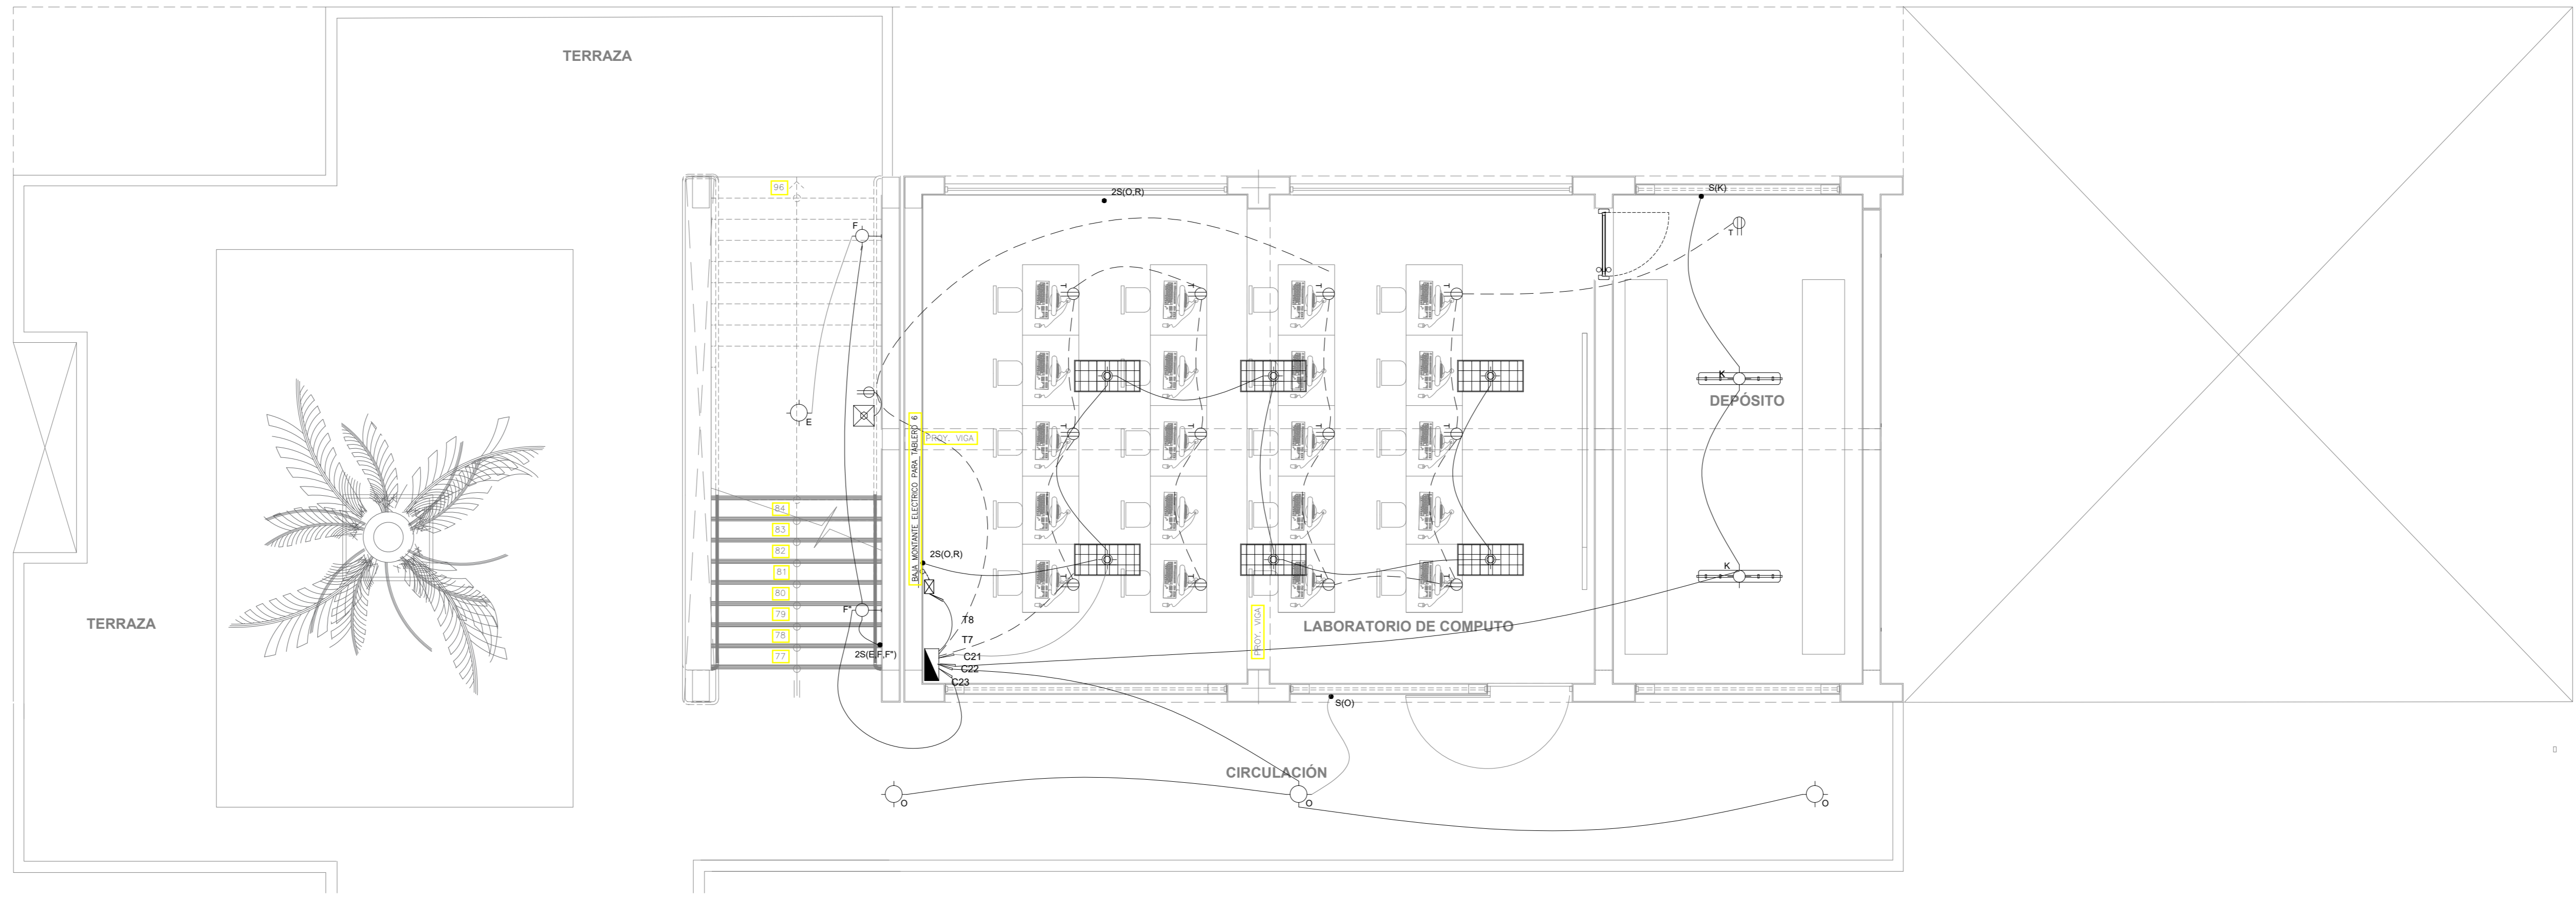 TERRAZA
96
2S(O,R)
S(K)
F
T
T
T
T
T
K
DEPÓSITO
E
BAJA MONTANTE ELECTRICO PARA TABLERO 6
PROY. VIGA
T
T
T
T
84
83
82
81
80
79
78
77
2S(O,R)
K
F"
T8
PROY. VIGA
LABORATORIO DE COMPUTO
TERRAZA
T7
2S(E,F,F")
C21
C22
C23
S(O)
CIRCULACIÓN
O
O
O